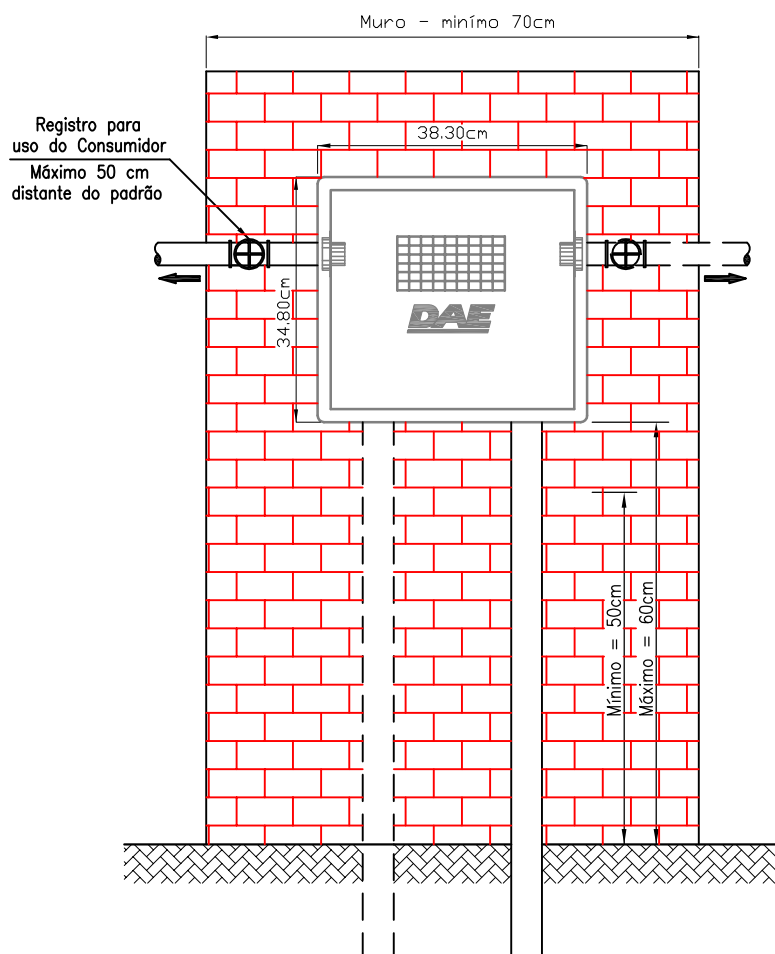 Muro - minímo 70cm
38.30cm
Registro para
uso do Consumidor
Máximo 50 cm
distante do padrão
34.80cm
DAE
Mínimo = 50cm
Máximo = 60cm